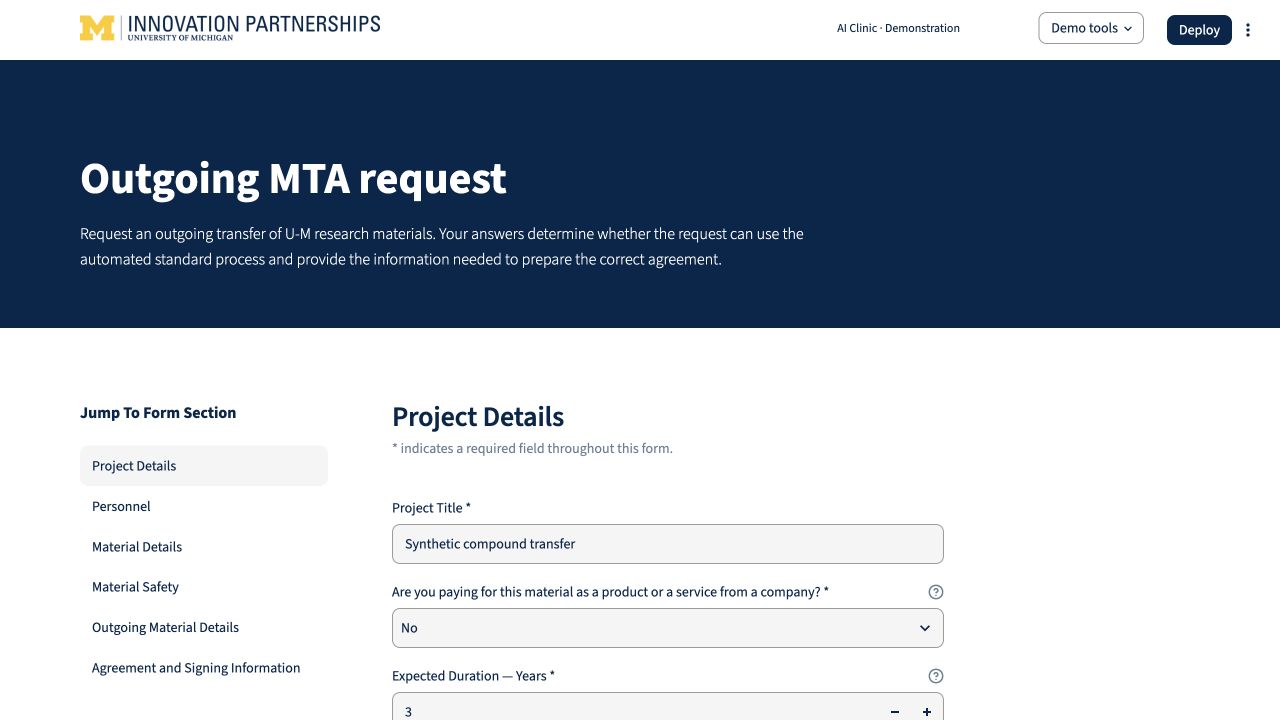 M INNOVATION PARTNERSHIPS
UNIVERSITY OF MICHIGAN
AI Clinic · Demonstration
Demo tools
Deploy
Outgoing MTA request
Request an outgoing transfer of U-M research materials. Your answers determine whether the request can use the
automated standard process and provide the information needed to prepare the correct agreement.
Jump To Form Section
Project Details
Personnel
Material Details
Material Safety
Outgoing Material Details
Agreement and Signing Information
Project Details
* indicates a required field throughout this form.
Project Title *
Synthetic compound transfer
Are you paying for this material as a product or a service from a company? *
No
Expected Duration — Years *
3